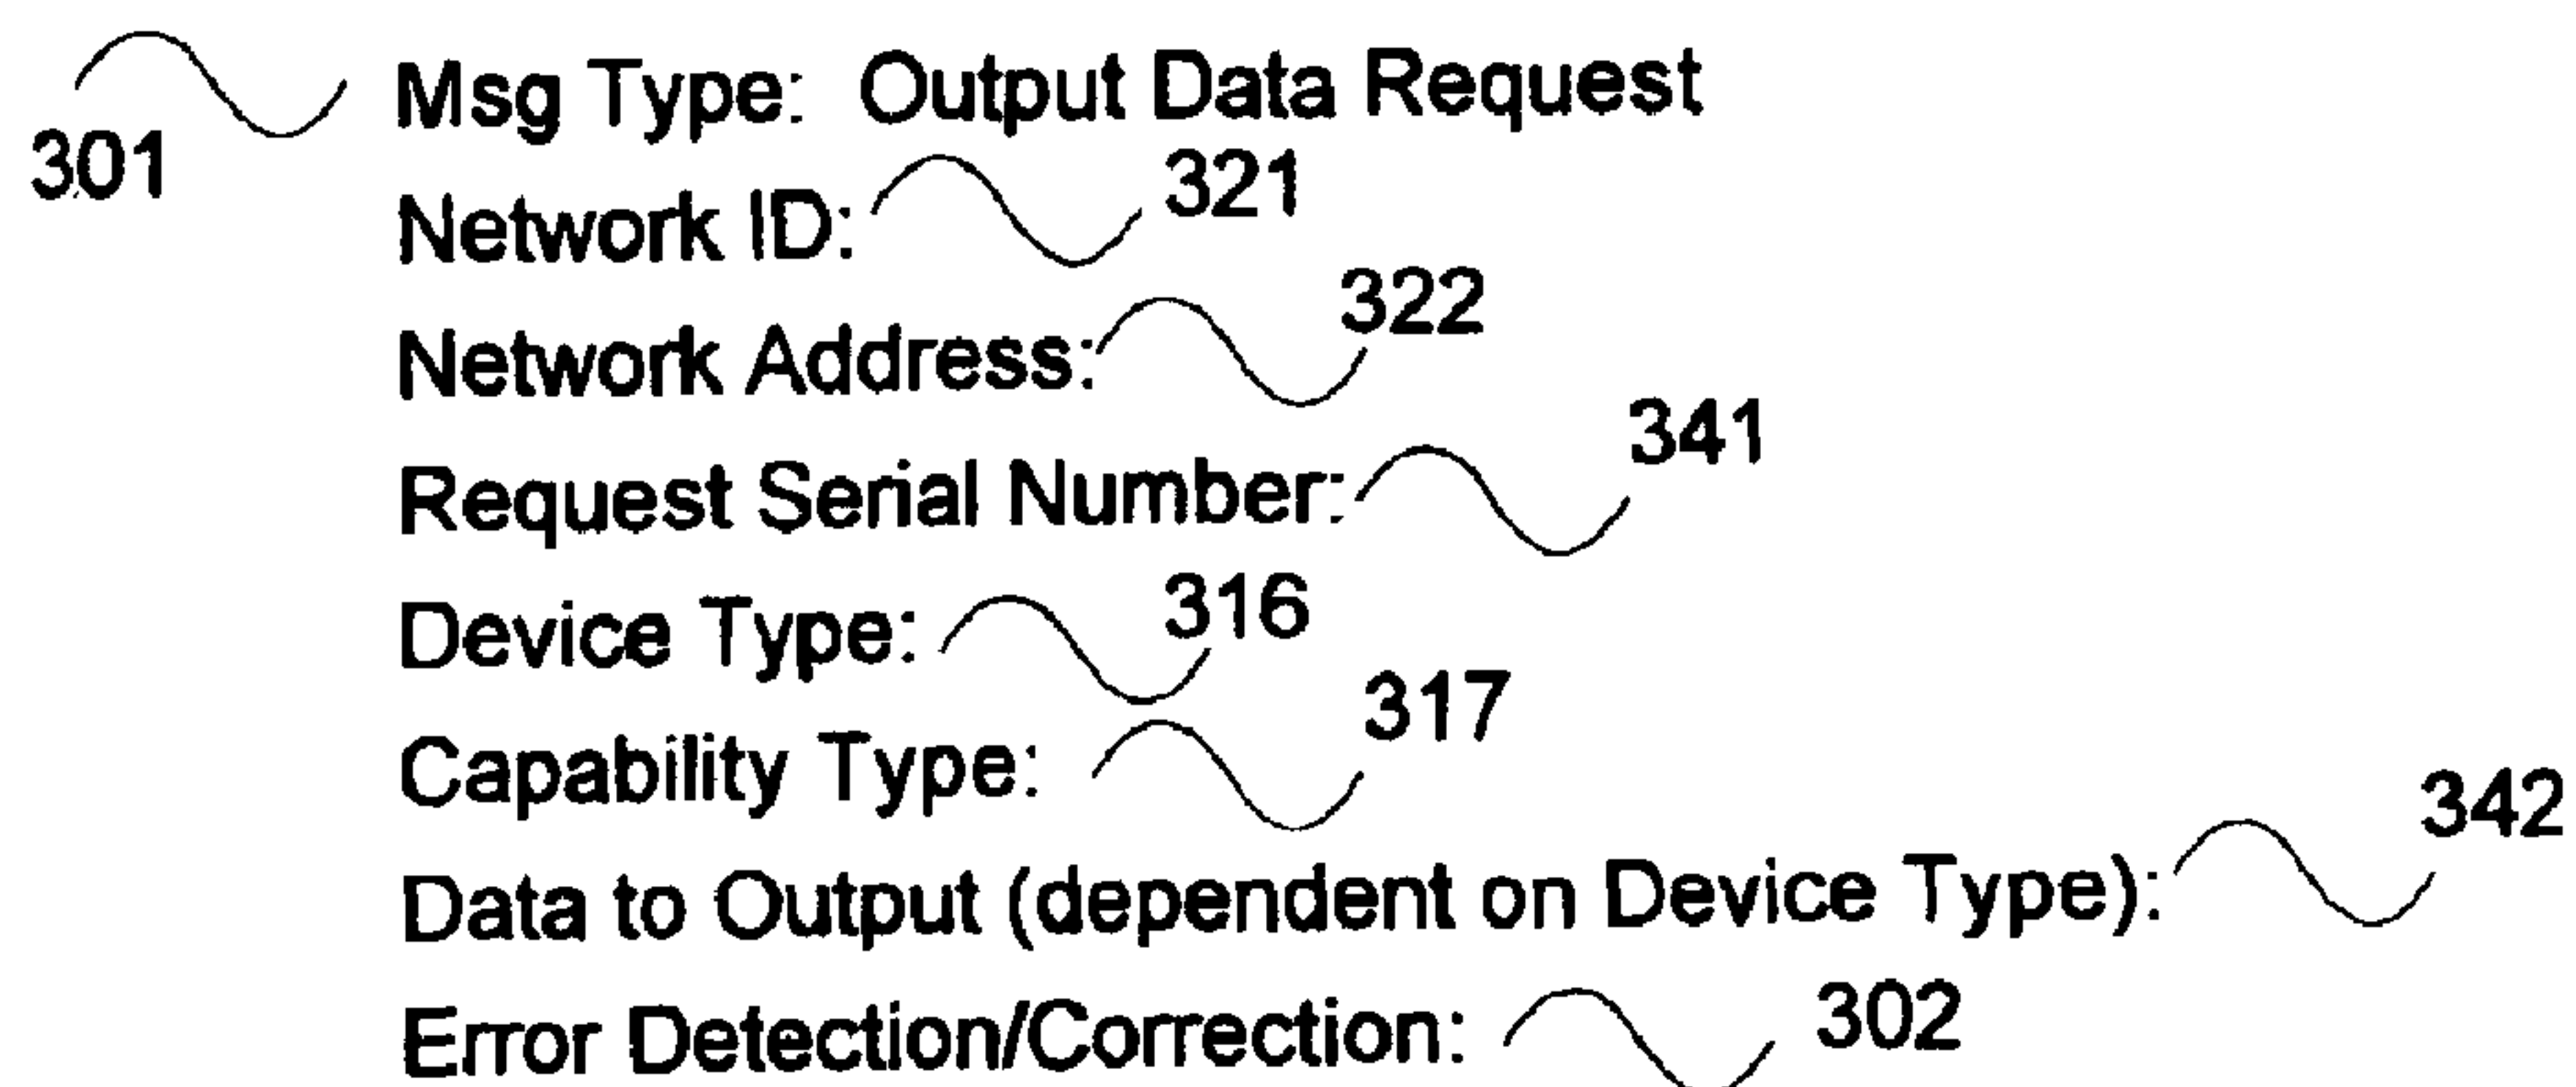 301 Msg Type: Output Data Request
Network ID: 321
Network Address: 322
Request Serial Number: 341
Device Type: 316
Capability Type: 317
Data to Output (dependent on Device Type): 342
Error Detection/Correction: 302